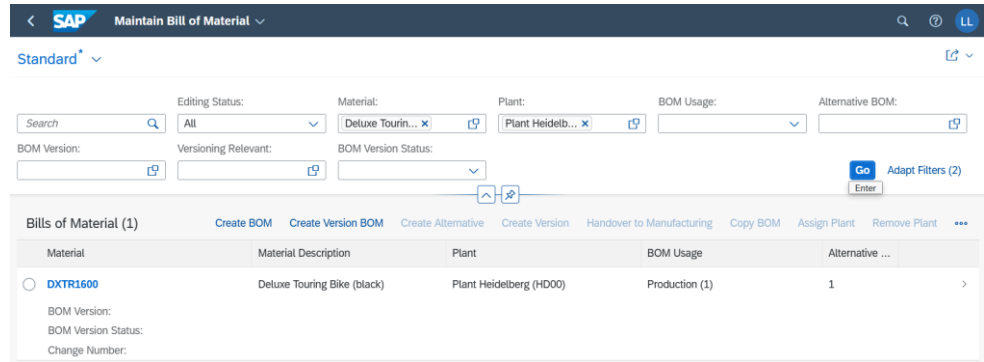 SAP Maintain Bill of Material
LL
Standard*
Editing Status: Material: Plant: BOM Usage: Alternative BOM:
Search All Deluxe Tourin... Plant Heidelb...
BOM Version: Versioning Relevant: BOM Version Status:
Go Adapt Filters (2)
Enter
Bills of Material (1) Create BOM Create Version BOM Create Alternative Create Version Handover to Manufacturing Copy BOM Assign Plant Remove Plant
Material Material Description Plant BOM Usage Alternative ...
DXTR1600 Deluxe Touring Bike (black) Plant Heidelberg (HD00) Production (1) 1
BOM Version:
BOM Version Status:
Change Number: